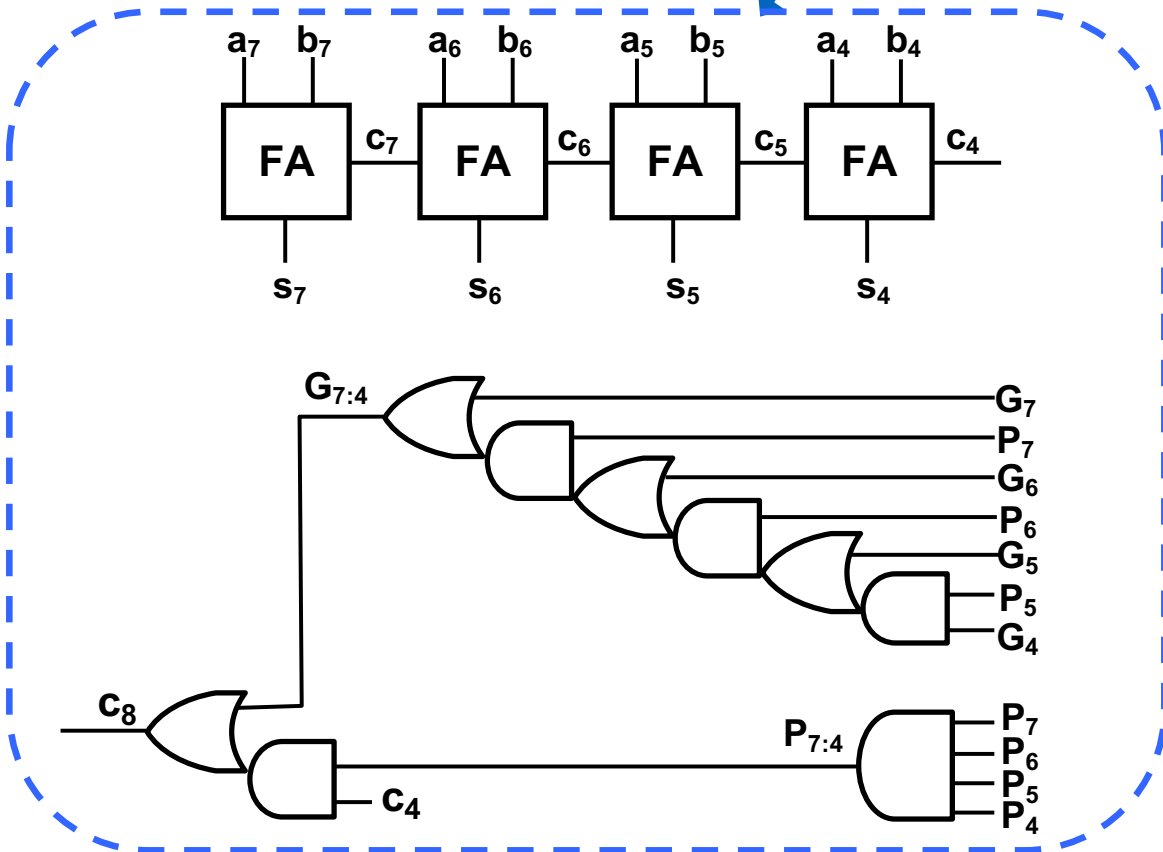 a₇ b₇ a₆ b₆ a₅ b₅ a₄ b₄
FA c₇ FA c₆ FA c₅ FA c₄
s₇ s₆ s₅ s₄
G₇:₄ G₇
P₇
G₆
P₆
G₅
P₅
G₄
c₈ P₇:₄ P₇
P₆
P₅
c₄ P₄